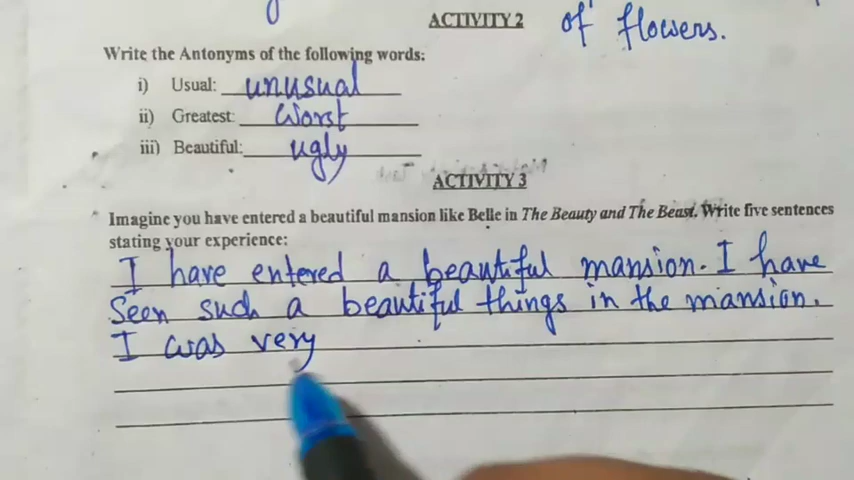 ACTIVITY 2
of flowers.
Write the Antonyms of the following words:
i) Usual: unusual
ii) Greatest: Worst
iii) Beautiful: ugly
ACTIVITY 3
Imagine you have entered a beautiful mansion like Belle in The Beauty and The Beast. Write five sentences
stating your experience:
I have entered a beautiful mansion. I have
Seen such a beautiful things in the mansion.
I was very